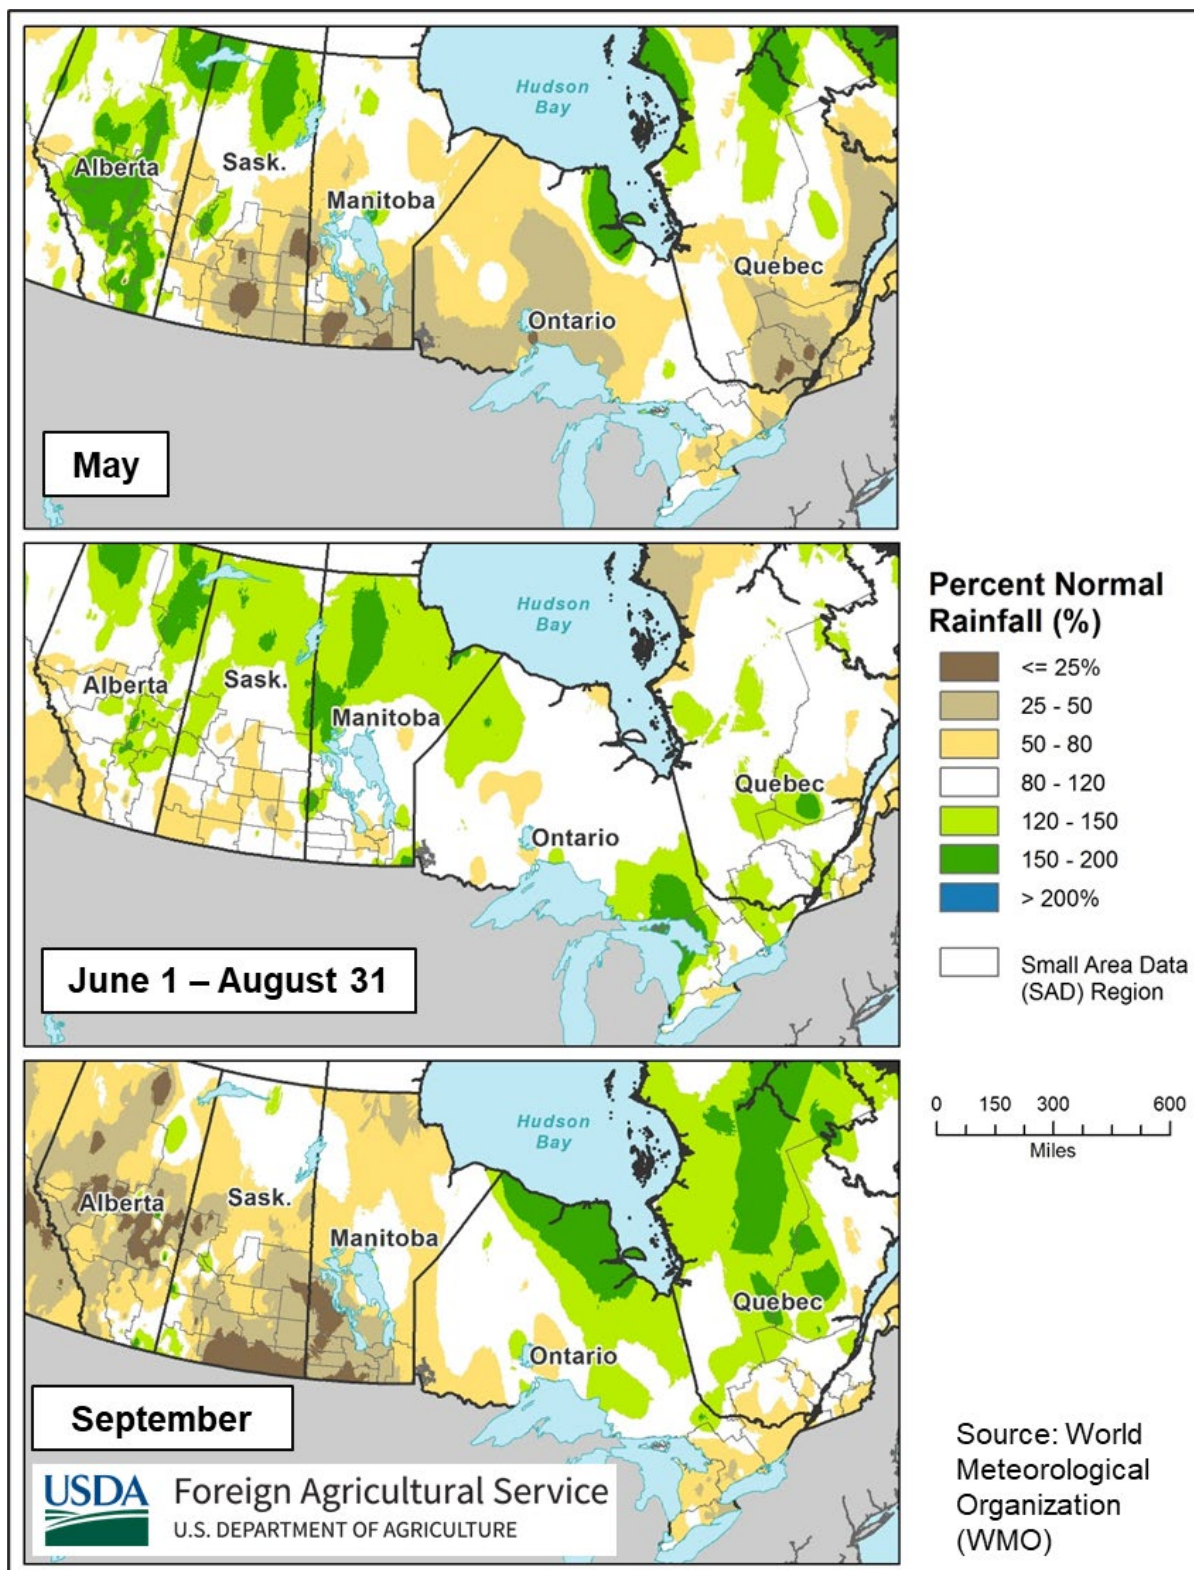 Hudson
Bay
Alberta
Sask.
Manitoba
Quebec
Ontario
May
Hudson
Bay
Alberta
Sask.
Manitoba
Quebec
Ontario
June 1 – August 31
Percent Normal
Rainfall (%)
<= 25%
25 - 50
50 - 80
80 - 120
120 - 150
150 - 200
> 200%
Small Area Data
(SAD) Region
0 150 300 600
Miles
Hudson
Bay
Alberta
Sask.
Manitoba
Quebec
Ontario
September
USDA
Foreign Agricultural Service
U.S. DEPARTMENT OF AGRICULTURE
Source: World
Meteorological
Organization
(WMO)